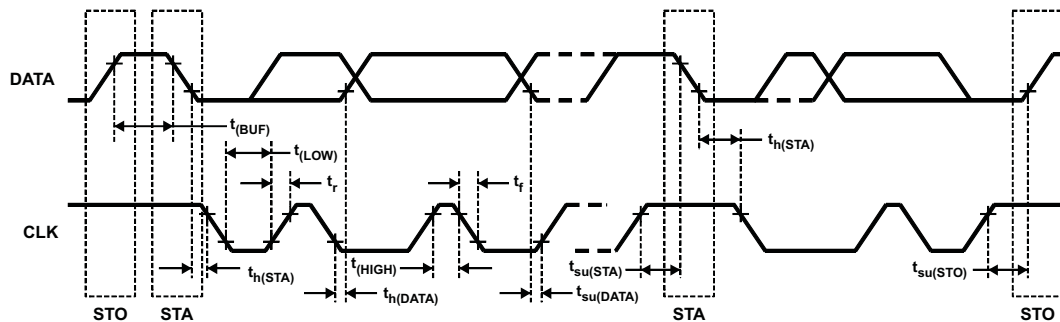 DATA
t(BUF)
t(LOW)
tr
tf
th(STA)
CLK
th(STA)
t(HIGH)
th(DATA)
tsu(DATA)
tsu(STA)
tsu(STO)
STO
STA
STA
STO